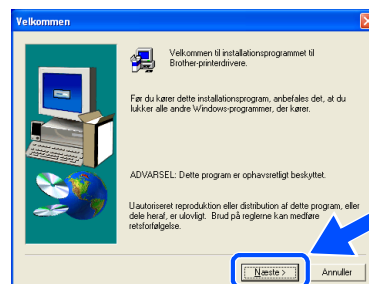 Velkommen
Velkommen til installationsprogrammet til
Brother-printerdrivere.
Før du kører dette installationsprogram, anbefales det, at du
lukker alle andre Windows-programmer, der kører.
ADVARSEL: Dette program er ophavsretligt beskyttet.
Uautoriseret reproduktion eller distribution af dette program, eller
dele heraf, er ulovligt. Brud på reglerne kan medføre
retsforfølgelse.
Næste >
Annuller